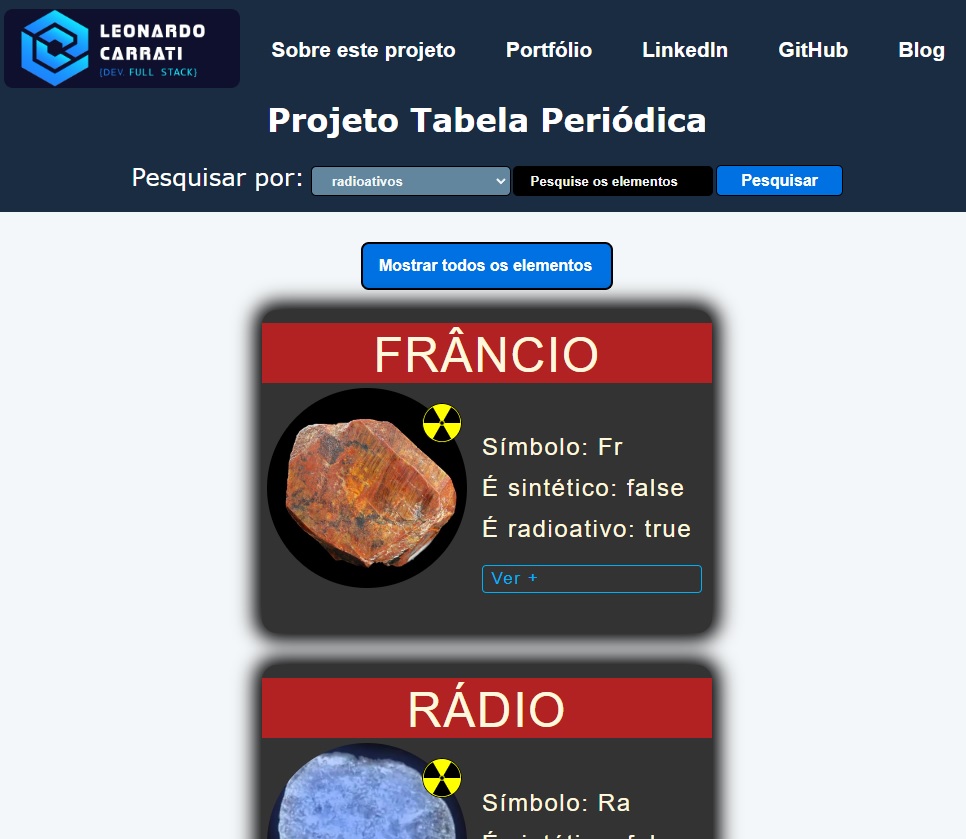 LEONARDO
CARRATI
{DEV. FULL STACK}
Sobre este projeto Portfólio LinkedIn GitHub Blog
Projeto Tabela Periódica
Pesquisar por: radioativos Pesquise os elementos Pesquisar
Mostrar todos os elementos
FRÂNCIO
Símbolo: Fr
É sintético: false
É radioativo: true
Ver +
RÁDIO
Símbolo: Ra